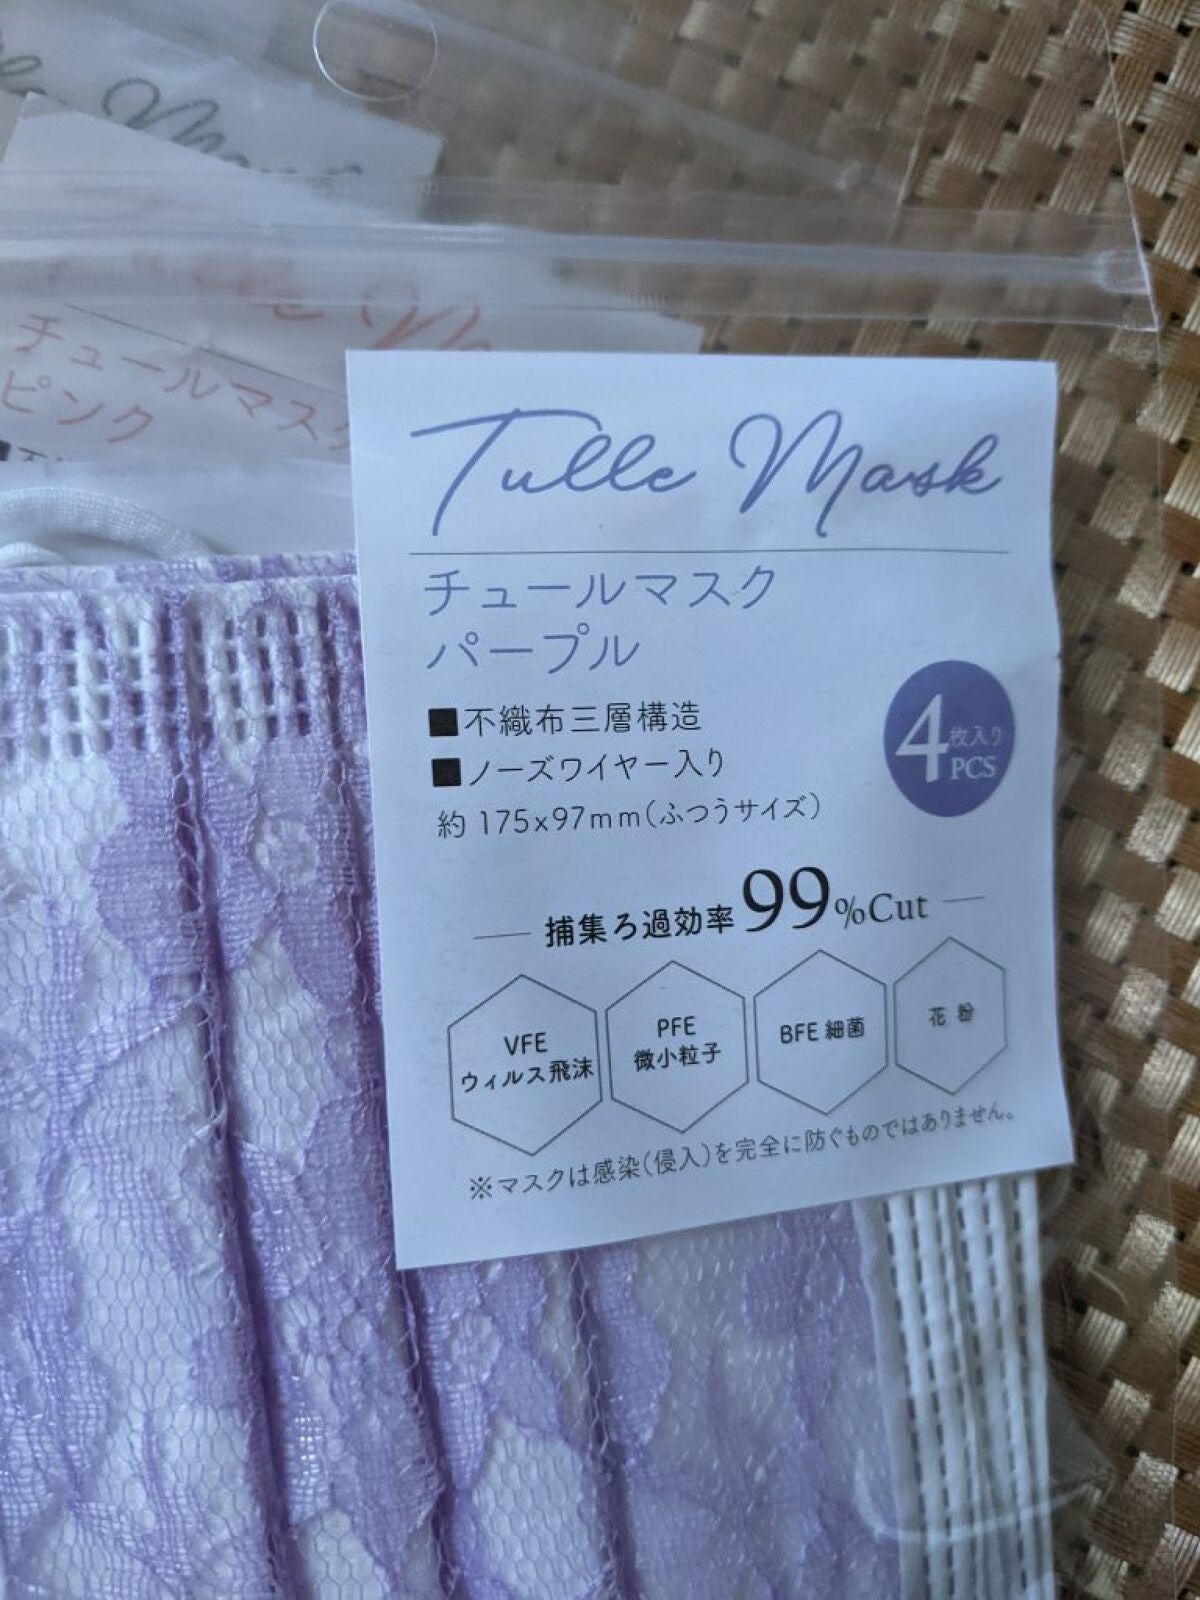 チュールマスク
ピンク
Tulle Mask
チュールマスク
パープル
■不織布三層構造
■ノーズワイヤー入り
約 175x97mm(ふつうサイズ)
4枚入り
PCS
捕集ろ過効率99%Cut
VFE
ウィルス飛沫
PFE
微小粒子
BFE 細菌
花 粉
※マスクは感染(侵入)を完全に防ぐものではありません。